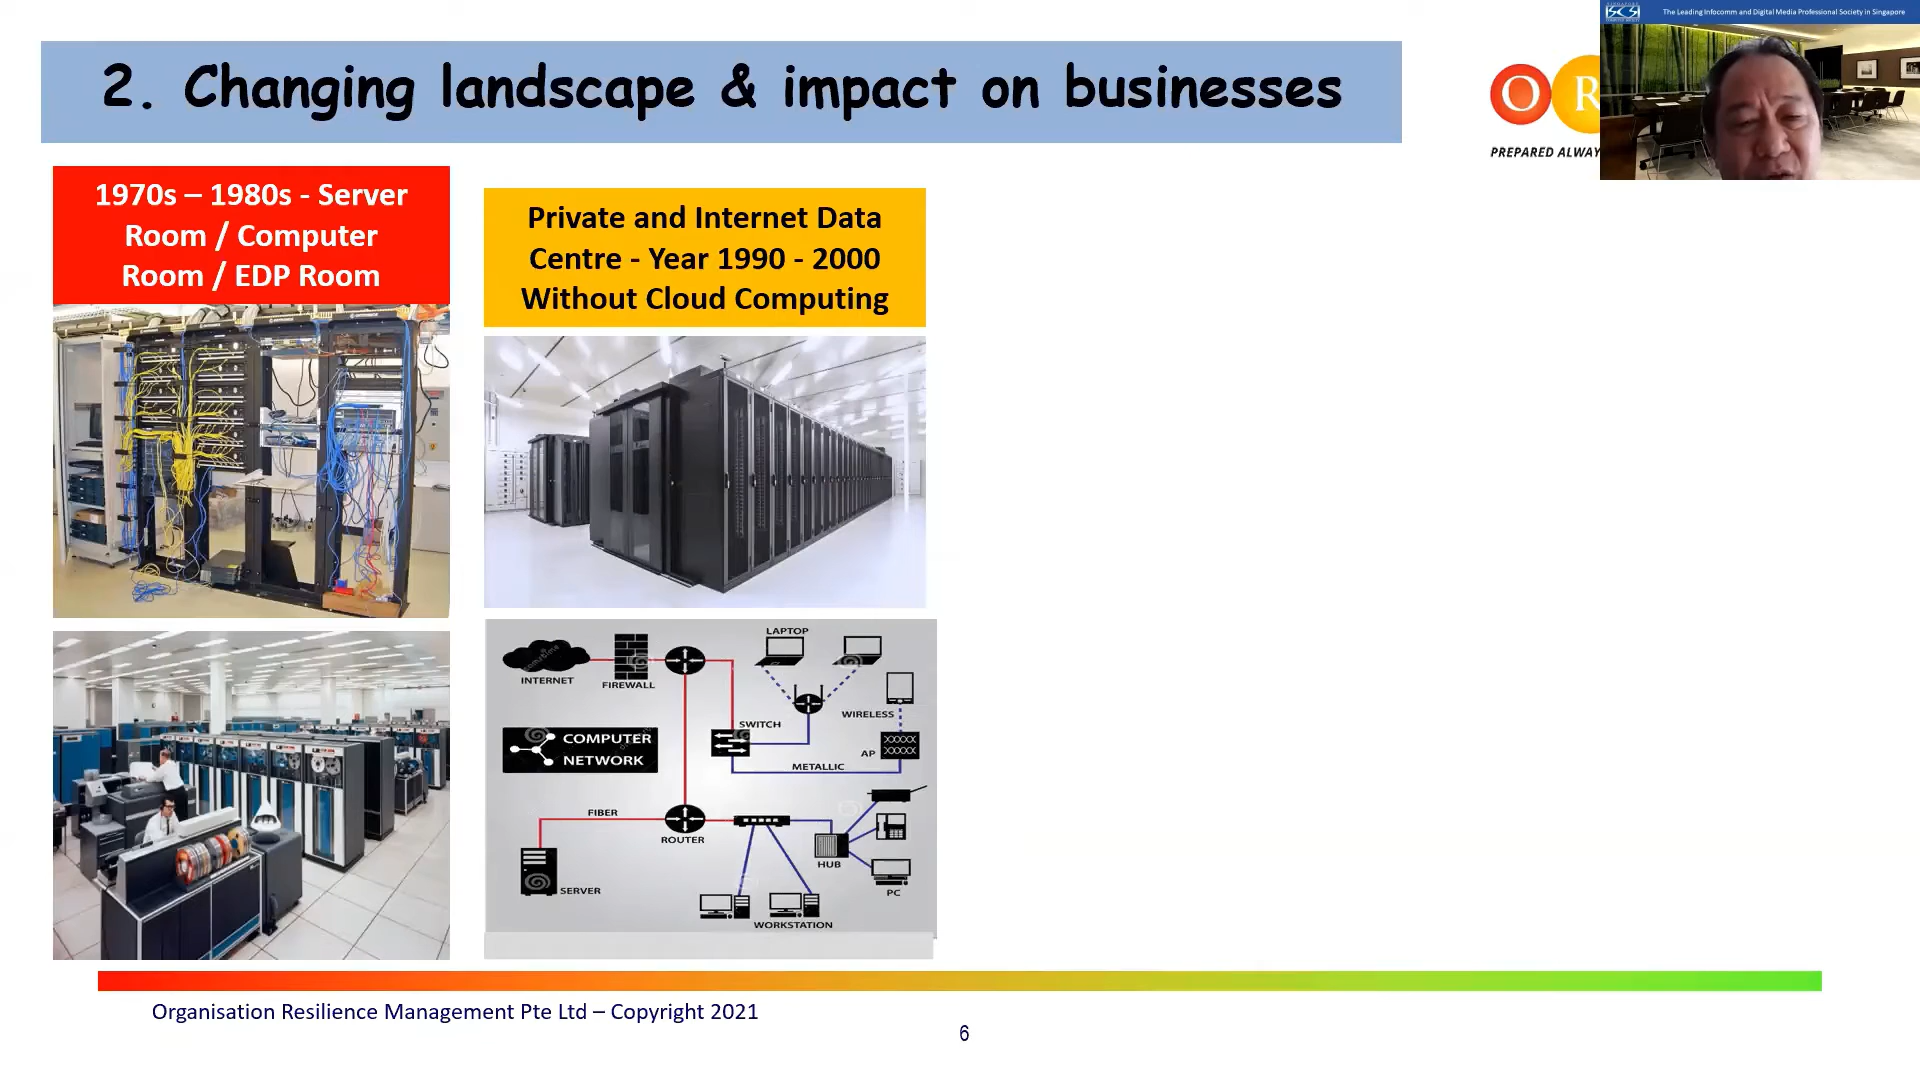 The Leading Infocomm and Digital Media Professional Society in Singapore
SCS
2. Changing landscape & impact on businesses
O R
PREPARED ALWAY
1970s – 1980s - Server
Room / Computer
Room / EDP Room
Private and Internet Data
Centre - Year 1990 - 2000
Without Cloud Computing
LAPTOP
INTERNET
FIREWALL
WIRELESS
SWITCH
COMPUTER
NETWORK
AP
METALLIC
FIBER
ROUTER
HUB
SERVER
PC
WORKSTATION
Organisation Resilience Management Pte Ltd – Copyright 2021
6